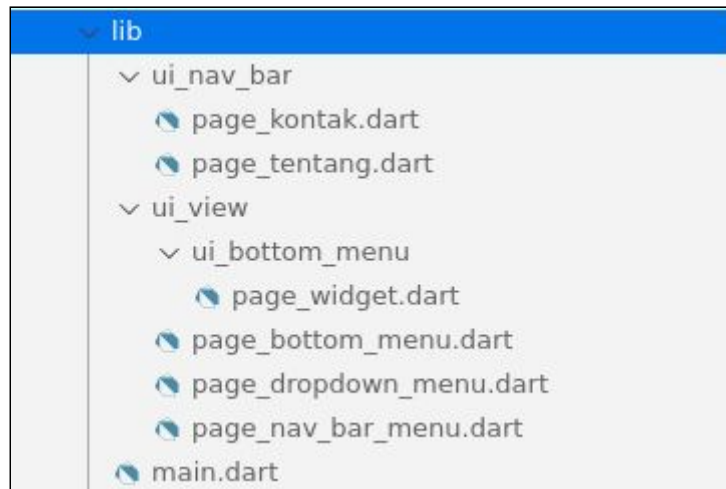 lib
ui_nav_bar
page_kontak.dart
page_tentang.dart
ui_view
ui_bottom_menu
page_widget.dart
page_bottom_menu.dart
page_dropdown_menu.dart
page_nav_bar_menu.dart
main.dart